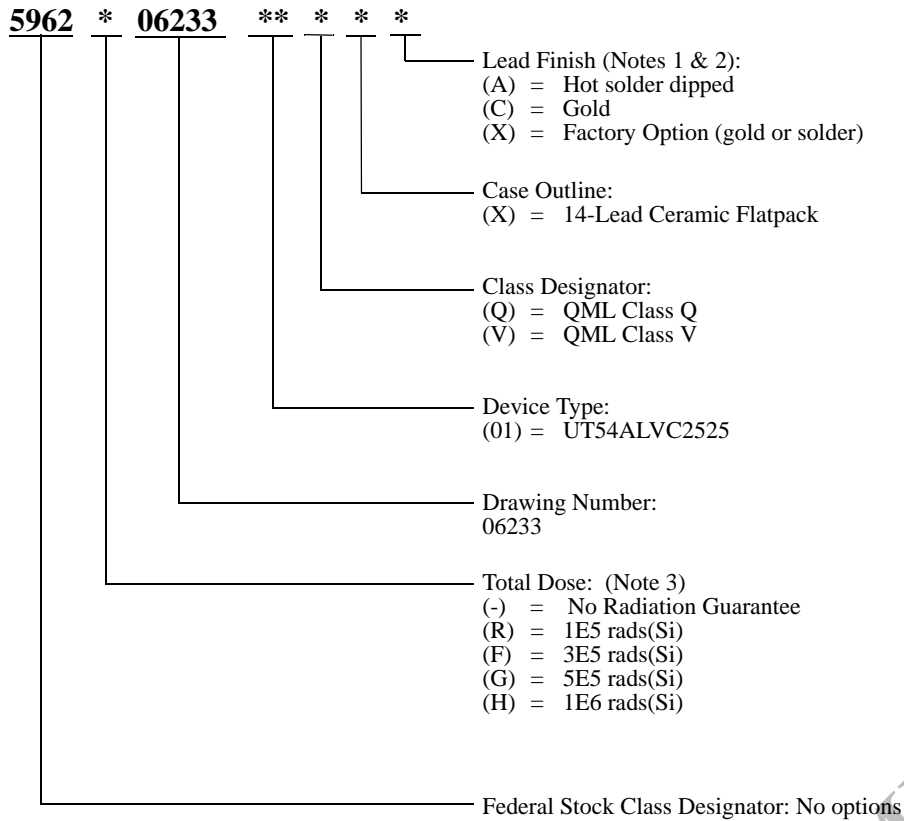 5962 * 06233 ** * * *
Lead Finish (Notes 1 & 2):
(A) = Hot solder dipped
(C) = Gold
(X) = Factory Option (gold or solder)
Case Outline:
(X) = 14-Lead Ceramic Flatpack
Class Designator:
(Q) = QML Class Q
(V) = QML Class V
Device Type:
(01) = UT54ALVC2525
Drawing Number:
06233
Total Dose: (Note 3)
(-) = No Radiation Guarantee
(R) = 1E5 rads(Si)
(F) = 3E5 rads(Si)
(G) = 5E5 rads(Si)
(H) = 1E6 rads(Si)
Federal Stock Class Designator: No options